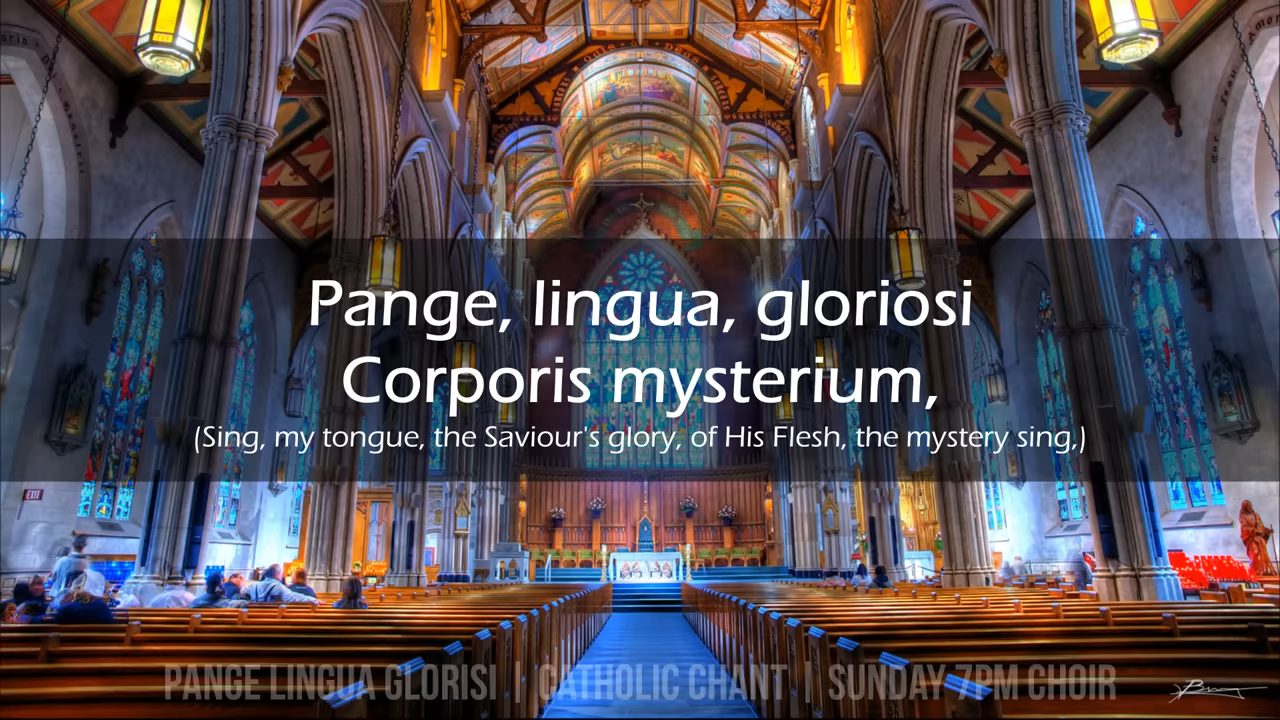 Pange, lingua, gloriosi
Corporis mysterium,
(Sing, my tongue, the Saviour's glory, of His Flesh, the mystery sing,)
EXIT
PANGE LINGUA GLORISI | CATHOLIC CHANT | SUNDAY 7PM CHOIR